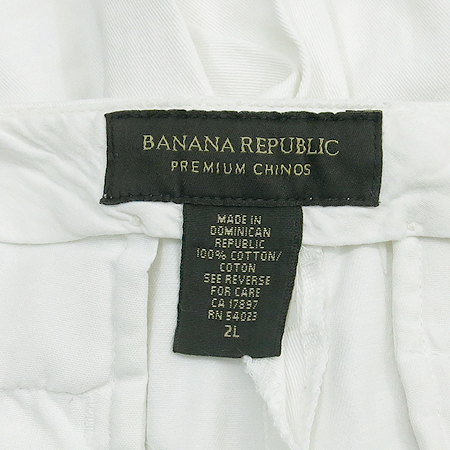 BANANA REPUBLIC
PREMIUM CHINOS
MADE IN
DOMINICAN
REPUBLIC
100% COTTON/
COTON
SEE REVERSE
FOR CARE
CA 17897
RN 54023
2L